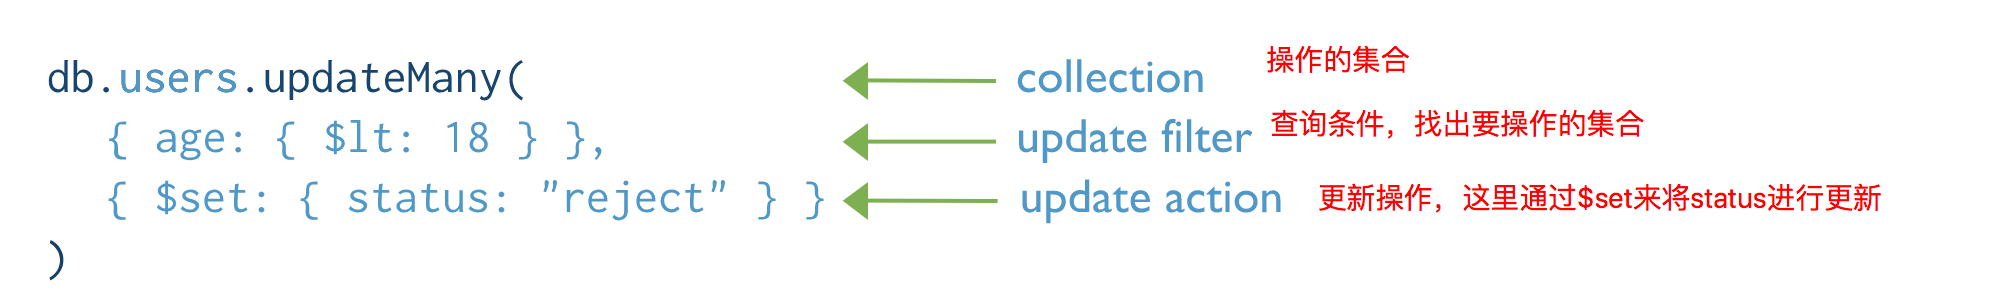 db.users.updateMany( collection 操作的集合
{ age: { $lt: 18 } }, update filter 查询条件，找出要操作的集合
{ $set: { status: "reject" } } update action 更新操作，这里通过$set来将status进行更新
)